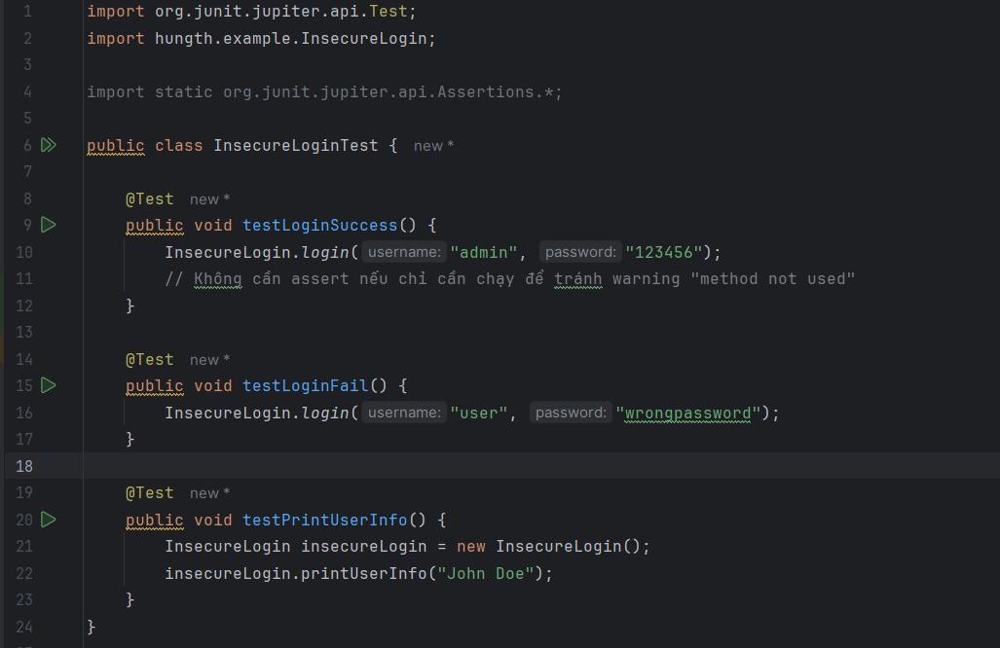 1 import org.junit.jupiter.api.Test;
2 import hungth.example.InsecureLogin;
3
4 import static org.junit.jupiter.api.Assertions.*;
5
6 public class InsecureLoginTest { new *
7
8 @Test new *
9 public void testLoginSuccess() {
10 InsecureLogin.login( username: "admin", password: "123456");
11 // Không cần assert nếu chỉ cần chạy để tránh warning "method not used"
12 }
13
14 @Test new *
15 public void testLoginFail() {
16 InsecureLogin.login( username: "user", password: "wrongpassword");
17 }
18
19 @Test new *
20 public void testPrintUserInfo() {
21 InsecureLogin insecureLogin = new InsecureLogin();
22 insecureLogin.printUserInfo("John Doe");
23 }
24 }